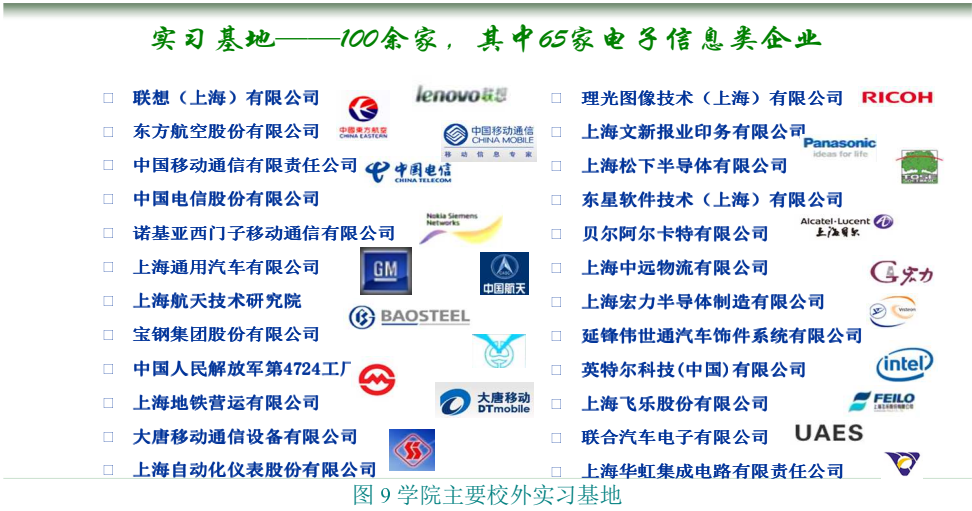 实习基地——100余家，其中65家电子信息类企业
联想（上海）有限公司
lenovo联想
东方航空股份有限公司
中國東方航空
CHINA EASTERN
中国移动通信
CHINA MOBILE
移动信息专家
中国移动通信有限责任公司
中国电信
CHINA TELECOM
中国电信股份有限公司
诺基亚西门子移动通信有限公司
Nokia Siemens
Networks
上海通用汽车有限公司
GM
中国航天
上海航天技术研究院
BAOSTEEL
宝钢集团股份有限公司
中国人民解放军第4724工厂
上海地铁营运有限公司
大唐移动
DTmobile
大唐移动通信设备有限公司
上海自动化仪表股份有限公司
理光图像技术（上海）有限公司
RICOH
上海文新报业印务有限公司
Panasonic
ideas for life
上海松下半导体有限公司
TOSE
东星软件技术（上海）有限公司
Alcatel-Lucent
上海贝尔
贝尔阿尔卡特有限公司
上海中远物流有限公司
宏力
上海宏力半导体制造有限公司
Visteon
延锋伟世通汽车饰件系统有限公司
intel
英特尔科技(中国)有限公司
FEILO
上海飞乐股份有限公司
UAES
联合汽车电子有限公司
上海华虹集成电路有限责任公司
图 9 学院主要校外实习基地